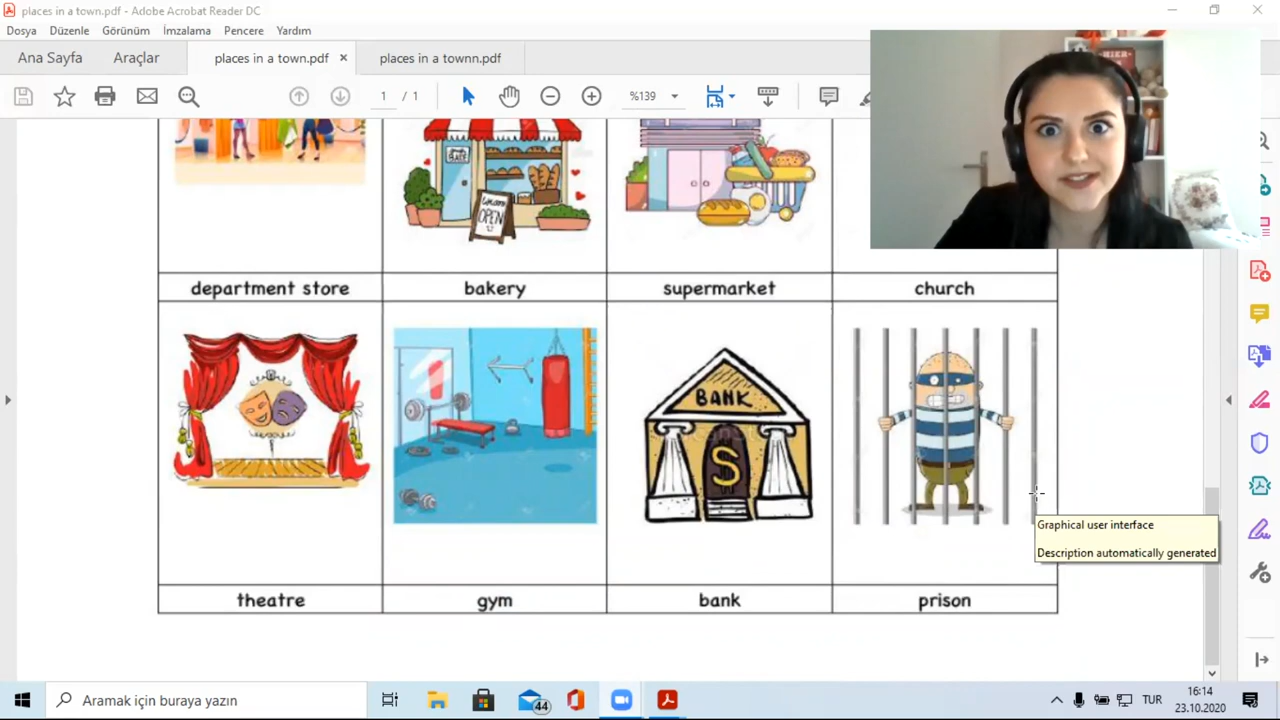 places in a town.pdf - Adobe Acrobat Reader DC
Dosya Düzenle Görünüm İmzalama Pencere Yardım
Ana Sayfa Araçlar places in a town.pdf × places in a townn.pdf
1 / 1 %139
OPEN
department store bakery supermarket church
BANK
$
Graphical user interface
Description automatically generated
theatre gym bank prison
Aramak için buraya yazın
44
TUR
16:14
23.10.2020